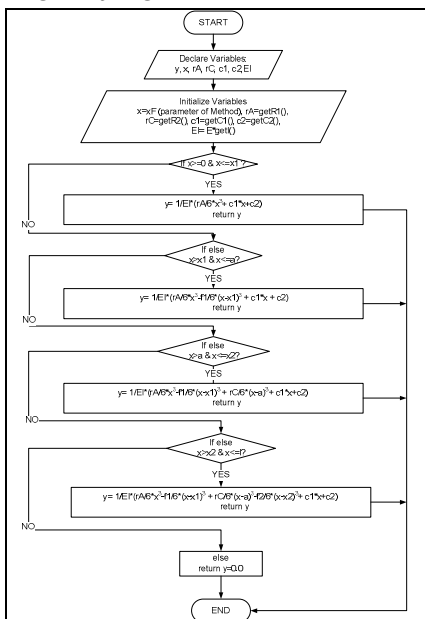 START
Declare Variables:
y, x, rA, rC, c1, c2,EI
Initialize Variables
x=xF(parameter of Method), rA=getR1(),
rC=getR2(), c1=getC1(), c2=getC2(),
EI= E*getI()
If x>=0 & x<=x1 ?
YES
y= 1/EI*(rA/6*x³+ c1*x+c2)
return y
NO
If else
x>x1 & x<=a?
YES
y= 1/EI*(rA/6*x³-f1/6*(x-x1)³ + c1*x + c2)
return y
NO
If else
x>a & x<=x2?
YES
y= 1/EI*(rA/6*x³-f1/6*(x-x1)³ + rC/6*(x-a)³+ c1*x+c2)
return y
NO
If else
x>x2 & x<=l?
YES
y= 1/EI*(rA/6*x³-f1/6*(x-x1)³ + rC/6*(x-a)³-f2/6*(x-x2)³+ c1*x+c2)
return y
NO
else
return y=0.0
END